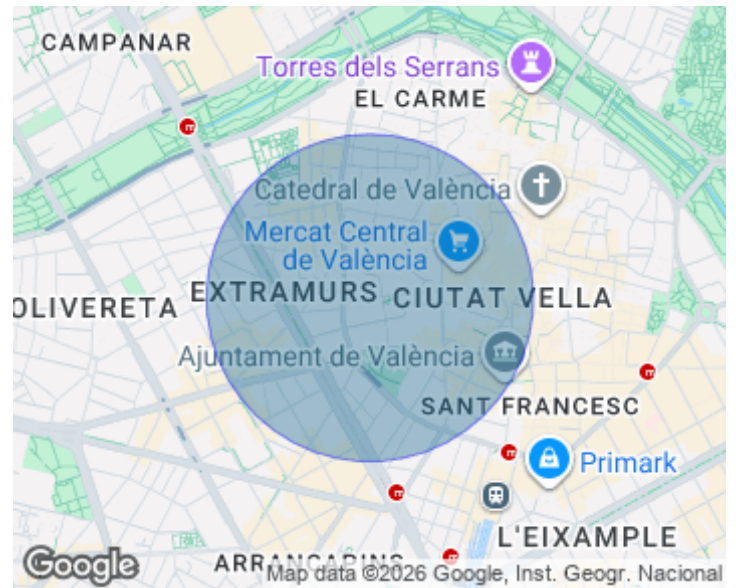 CAMPANAR
Torres dels Serrans
EL CARME
Catedral de València
Mercat Central
de València
OLIVERETA
EXTRAMURS
CIUTAT VELLA
Ajuntament de València
SANT FRANCESC
Primark
L'EIXAMPLE
ARRANCAPINS
Google
Map data ©2026 Google, Inst. Geogr. Nacional